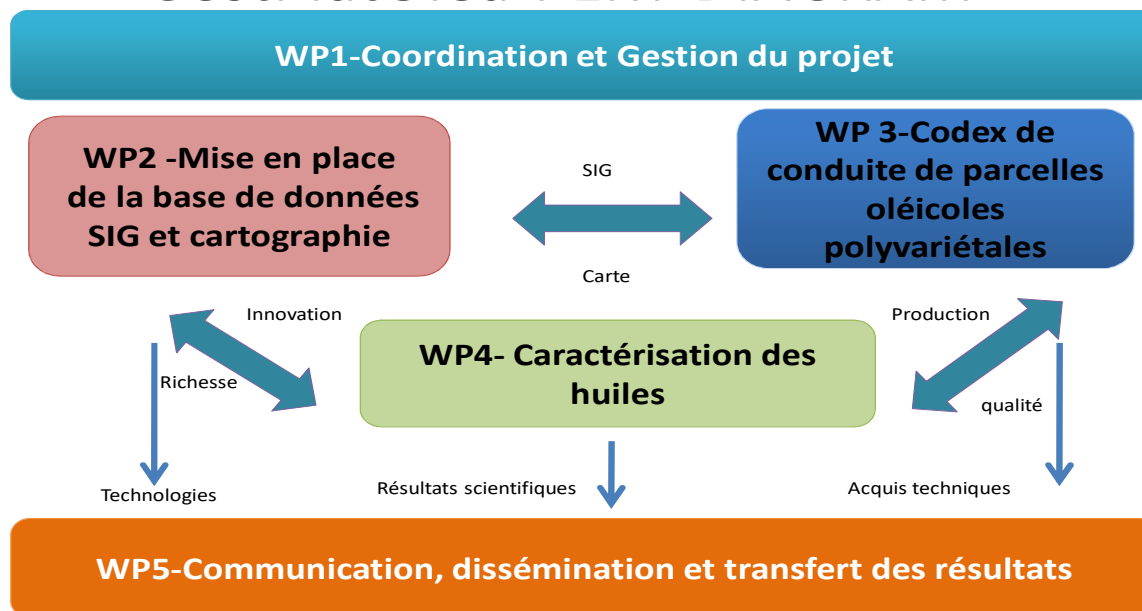 WP1-Coordination et Gestion du projet
WP2 -Mise en place
de la base de données
SIG et cartographie
SIG
Carte
WP 3-Codex de
conduite de parcelles
oléicoles
polyvariétales
Innovation
Richesse
WP4- Caractérisation des
huiles
Production
qualité
Technologies
Résultats scientifiques
Acquis techniques
WP5-Communication, dissémination et transfert des résultats